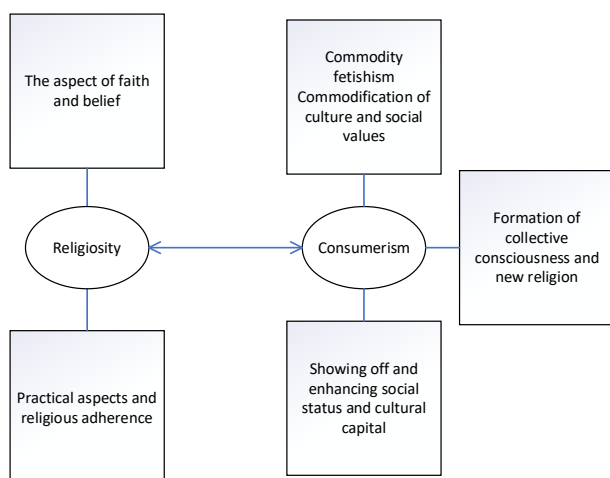 The aspect of faith
and belief
Commodity
fetishism
Commodification of
culture and social
values
Religiosity
Consumerism
Formation of
collective
consciousness and
new religion
Practical aspects and
religious adherence
Showing off and
enhancing social
status and cultural
capital